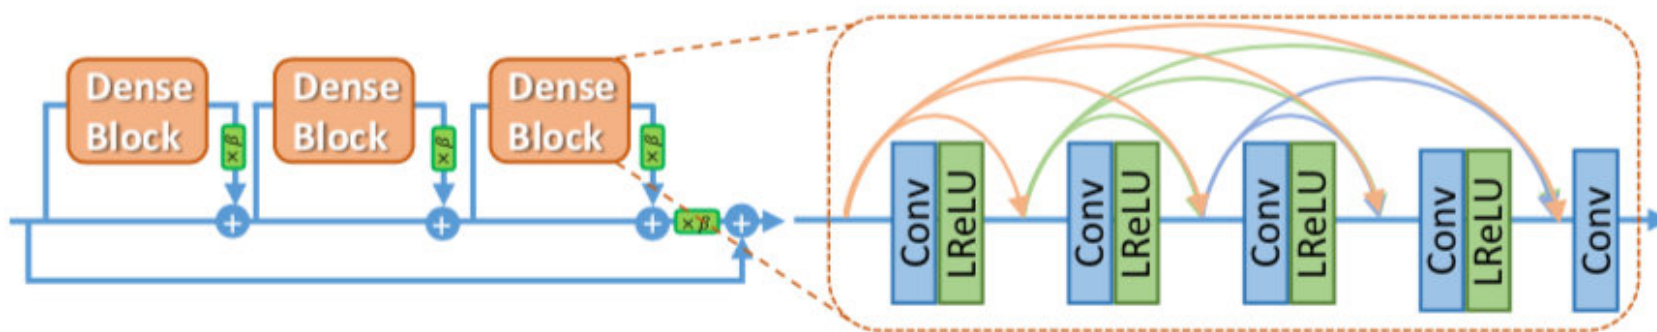 Dense
Block
×β
Dense
Block
×β
Dense
Block
×β
+
+
+
×β
+
Conv
LReLU
Conv
LReLU
Conv
LReLU
Conv
LReLU
Conv